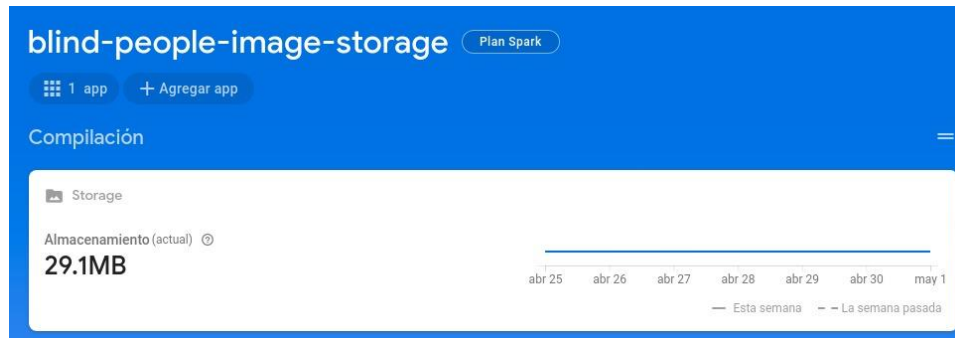 blind-people-image-storage Plan Spark
1 app + Agregar app
Compilación
Storage
Almacenamiento (actual) ?
29.1MB
abr 25 abr 26 abr 27 abr 28 abr 29 abr 30 may 1
Esta semana La semana pasada